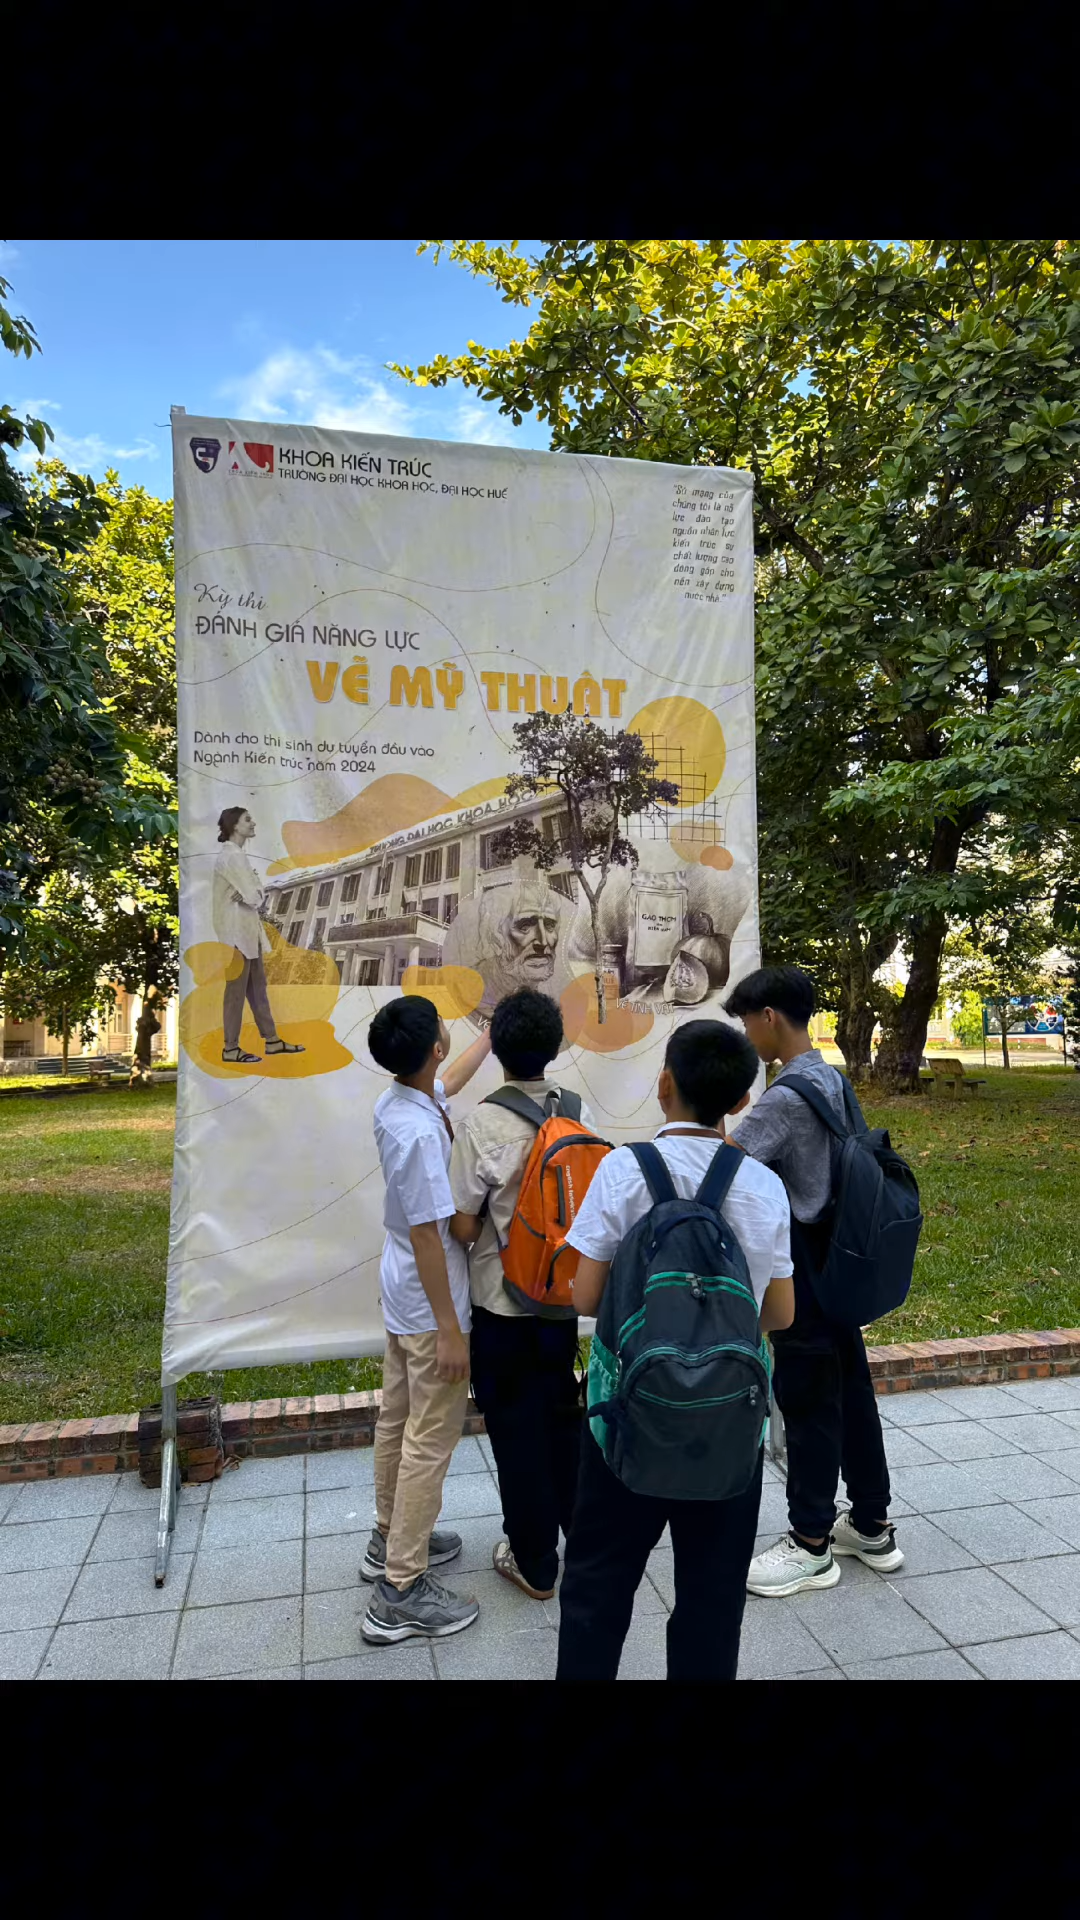 KHOA KIẾN TRÚC
TRƯỜNG ĐẠI HỌC KHOA HỌC, ĐẠI HỌC HUẾ
"Sứ mạng của
chúng tôi là nỗ
lực đào tạo
nguồn nhân lực
kiến trúc sư
chất lượng cao
đóng góp cho
nền xây dựng
nước nhà."
Kỳ thi
ĐÁNH GIÁ NĂNG LỰC
VẼ MỸ THUẬT
Dành cho thí sinh dự tuyển đầu vào
Ngành Kiến trúc năm 2024
TRƯỜNG ĐẠI HỌC KHOA HỌC
GẠO THƠM
VẼ TĨNH VẬT